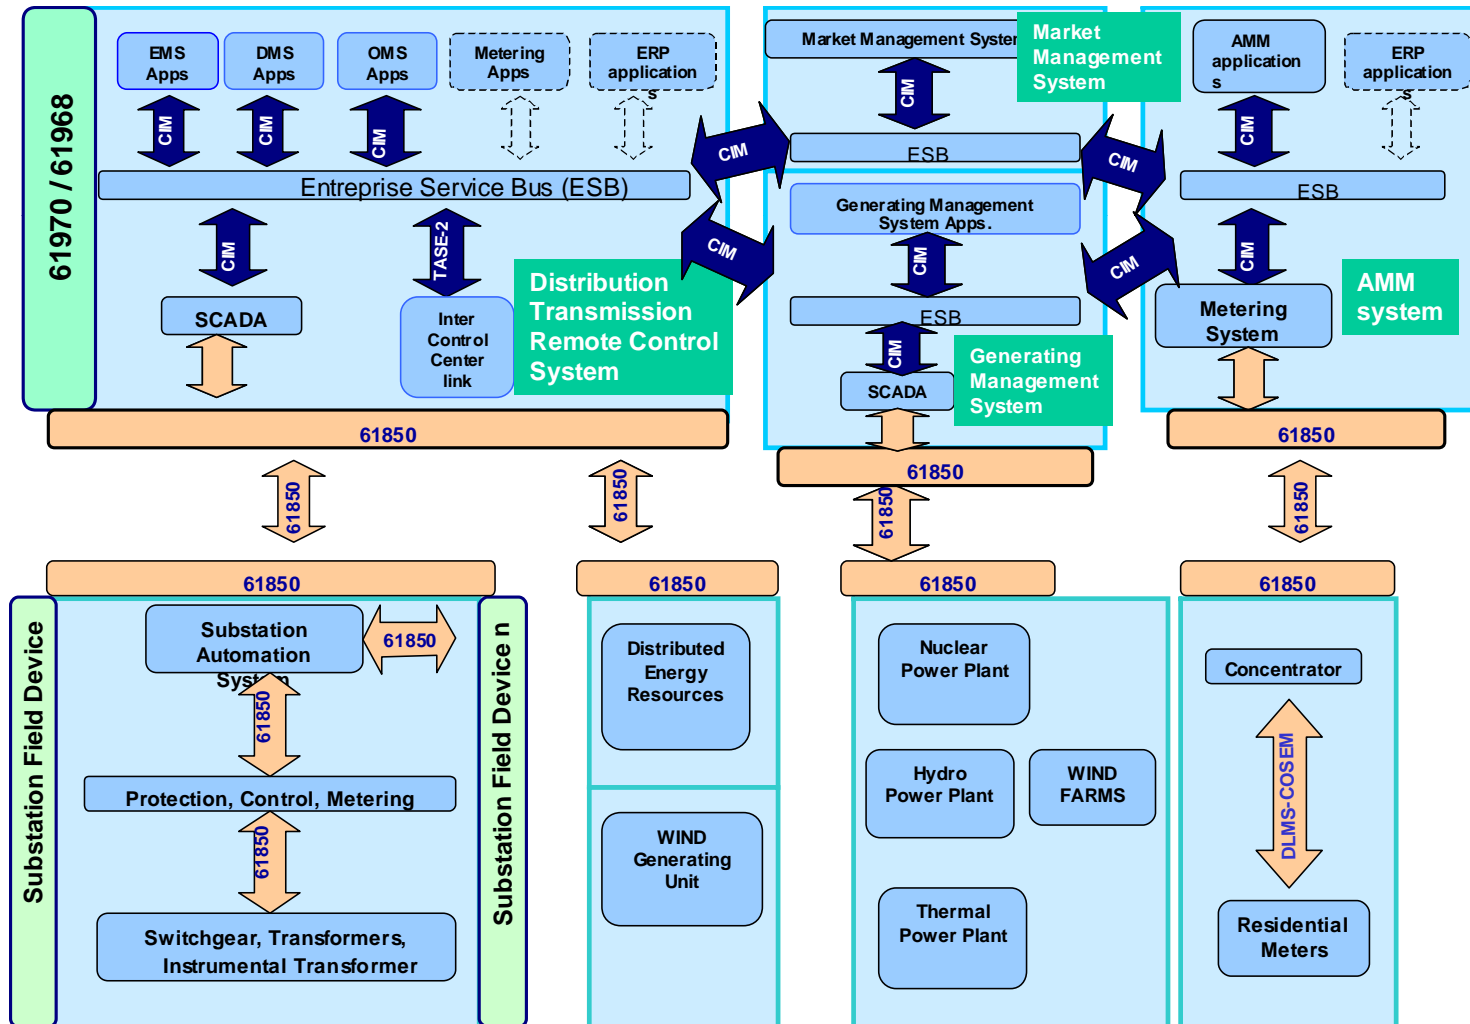 61970 / 61968
EMS
Apps
DMS
Apps
OMS
Apps
Metering
Apps
ERP
application
s
CIM
CIM
CIM
Entreprise Service Bus (ESB)
CIM
TASE-2
SCADA
Inter
Control
Center
link
Distribution
Transmission
Remote Control
System
61850
CIM
CIM
Market Management System
Market
Management
System
CIM
ESB
Generating Management
System Apps.
CIM
ESB
CIM
SCADA
Generating
Management
System
61850
CIM
CIM
AMM
application
s
ERP
application
s
CIM
ESB
CIM
Metering
System
AMM
system
61850
61850
61850
61850
61850
61850
61850
61850
61850
Substation Field Device
Substation
Automation
System
61850
61850
Protection, Control, Metering
61850
Switchgear, Transformers,
Instrumental Transformer
Substation Field Device n
Distributed
Energy
Resources
WIND
Generating
Unit
Nuclear
Power Plant
Hydro
Power Plant
WIND
FARMS
Thermal
Power Plant
Concentrator
DLMS-COSEM
Residential
Meters